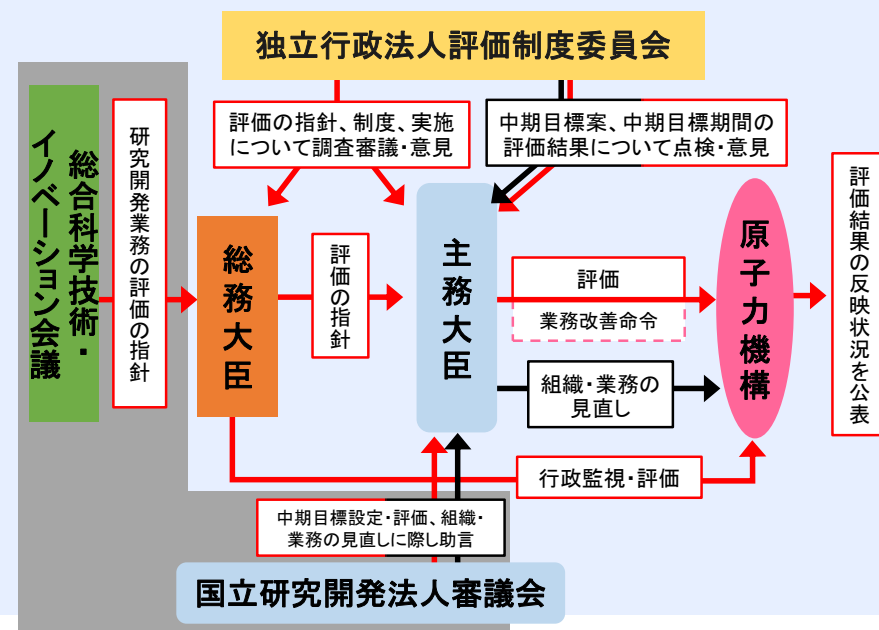 独立行政法人評価制度委員会
評価の指針、制度、実施
について調査審議・意見
中期目標案、中期目標期間の
評価結果について点検・意見
総合科学技術・
イノベーション会議
研究開発業務の評価の指針
総務大臣
評価の指針
主務大臣
評価
業務改善命令
組織・業務の
見直し
原子力機構
評価結果の反映状況を公表
行政監視・評価
中期目標設定・評価、組織・
業務の見直しに際し助言
国立研究開発法人審議会